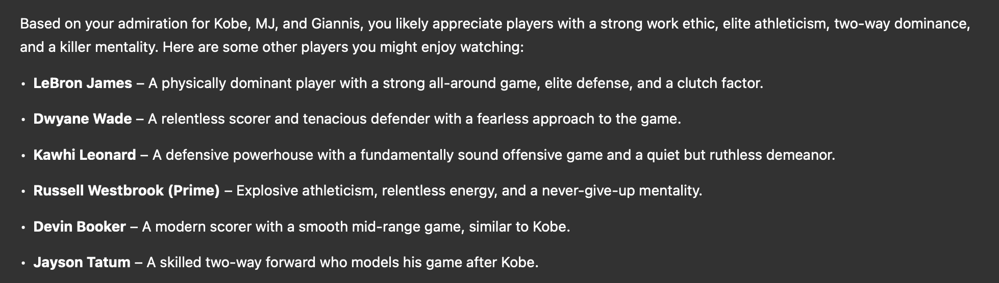 Based on your admiration for Kobe, MJ, and Giannis, you likely appreciate players with a strong work ethic, elite athleticism, two-way dominance,
and a killer mentality. Here are some other players you might enjoy watching:
• LeBron James – A physically dominant player with a strong all-around game, elite defense, and a clutch factor.
• Dwyane Wade – A relentless scorer and tenacious defender with a fearless approach to the game.
• Kawhi Leonard – A defensive powerhouse with a fundamentally sound offensive game and a quiet but ruthless demeanor.
• Russell Westbrook (Prime) – Explosive athleticism, relentless energy, and a never-give-up mentality.
• Devin Booker – A modern scorer with a smooth mid-range game, similar to Kobe.
• Jayson Tatum – A skilled two-way forward who models his game after Kobe.